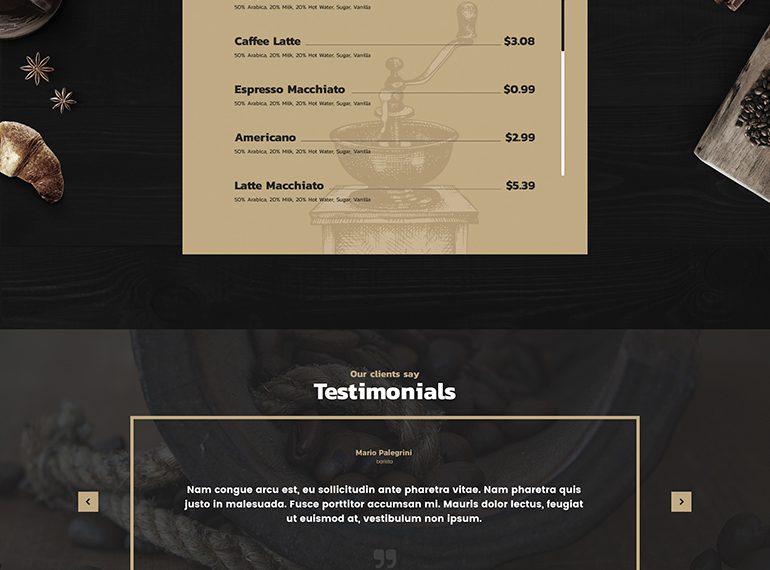 50% Arabica, 20% Milk, 20% Hot Water, Sugar, Vanilla
Caffee Latte $3.08
50% Arabica, 20% Milk, 20% Hot Water, Sugar, Vanilla
Espresso Macchiato $0.99
50% Arabica, 20% Milk, 20% Hot Water, Sugar, Vanilla
Americano $2.99
50% Arabica, 20% Milk, 20% Hot Water, Sugar, Vanilla
Latte Macchiato $5.39
50% Arabica, 20% Milk, 20% Hot Water, Sugar, Vanilla
Our clients say
Testimonials
Mario Palegrini
barista
Nam congue arcu est, eu sollicitudin ante pharetra vitae. Nam pharetra quis
justo in malesuada. Fusce porttitor accumsan mi. Mauris dolor lectus, feugiat
ut euismod at, vestibulum non ipsum.